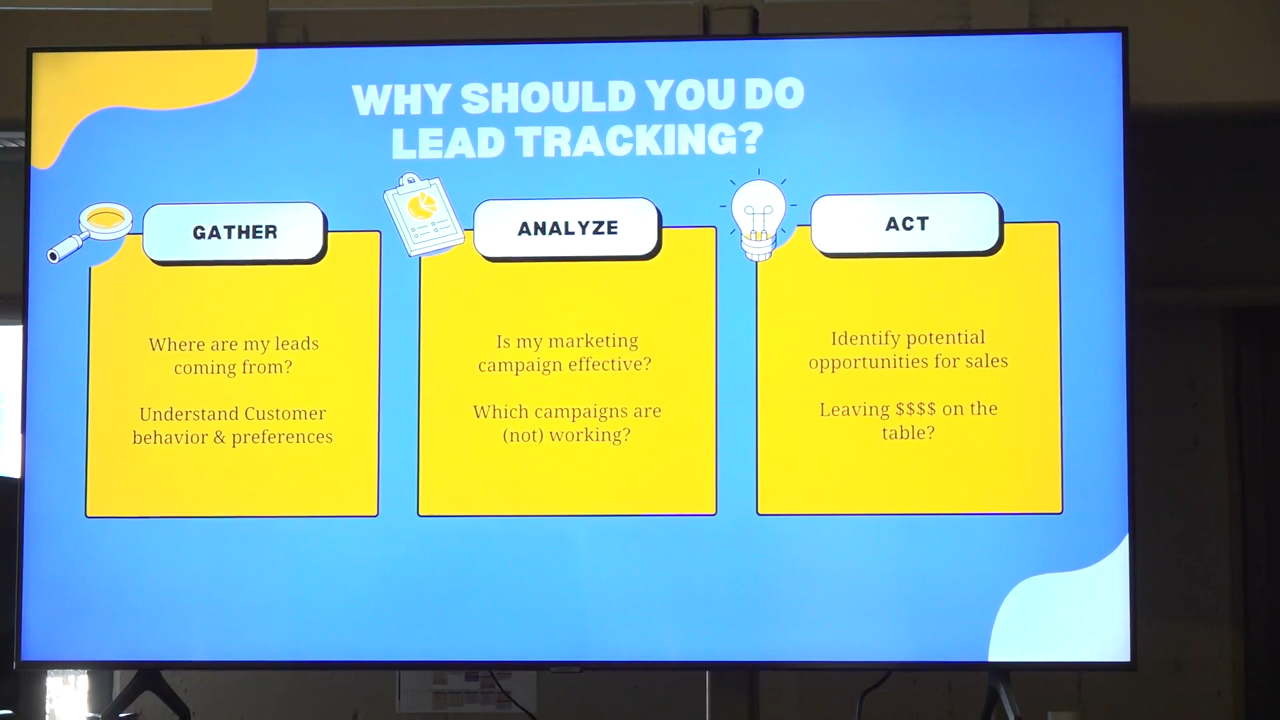 WHY SHOULD YOU DO
LEAD TRACKING?
GATHER
Where are my leads
coming from?
Understand Customer
behavior & preferences
ANALYZE
Is my marketing
campaign effective?
Which campaigns are
(not) working?
ACT
Identify potential
opportunities for sales
Leaving $$$$ on the
table?